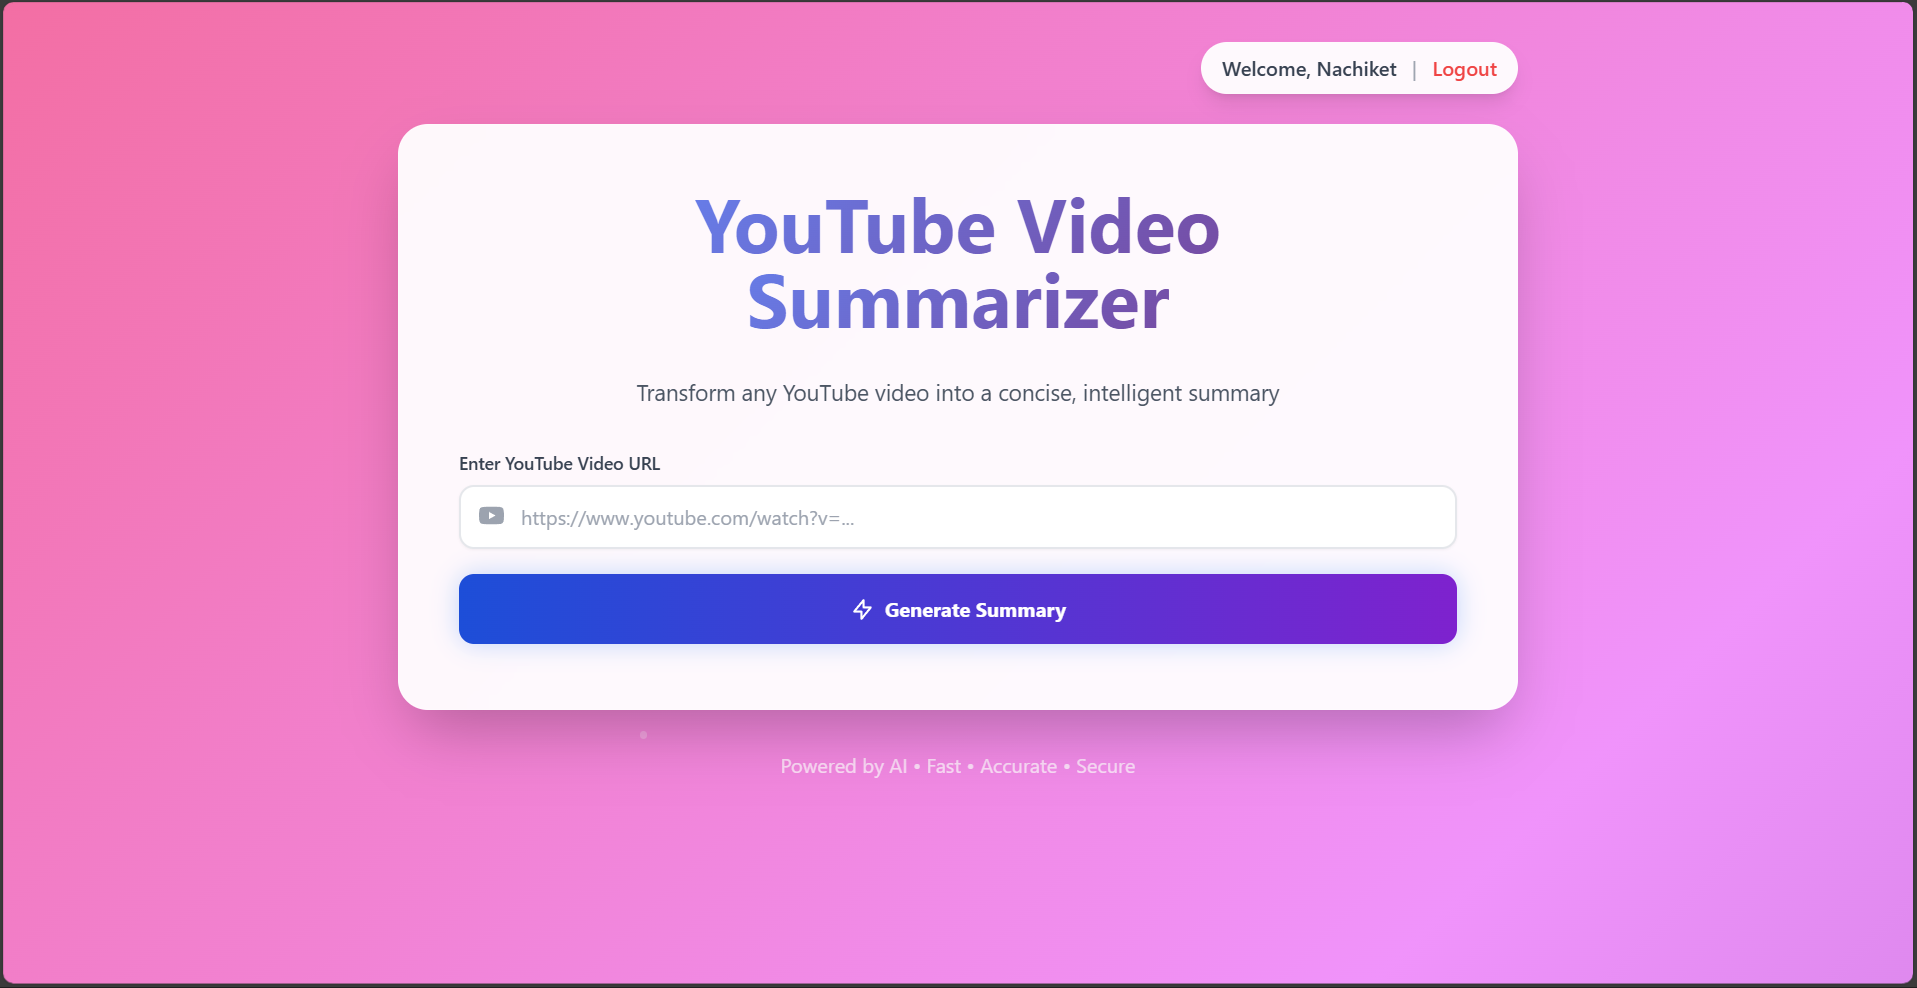 Welcome, Nachiket | Logout
YouTube Video
Summarizer
Transform any YouTube video into a concise, intelligent summary
Enter YouTube Video URL
https://www.youtube.com/watch?v=...
Generate Summary
Powered by AI • Fast • Accurate • Secure